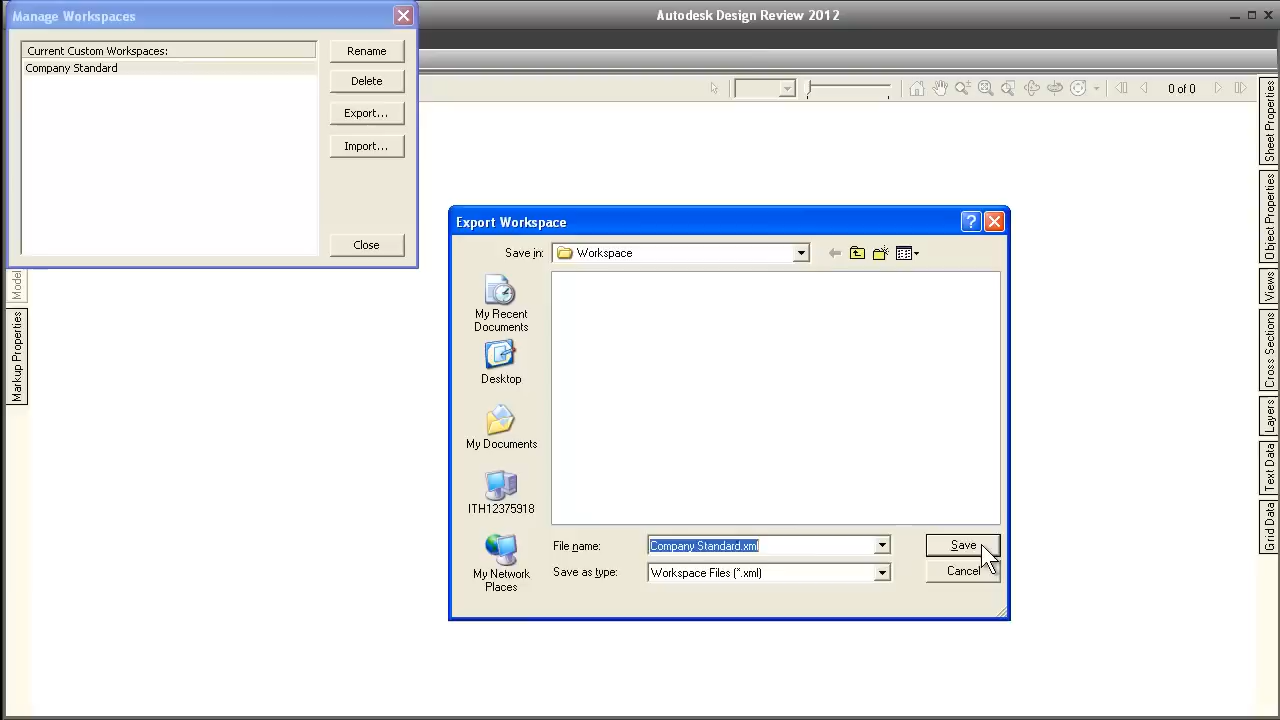 Manage Workspaces
Autodesk Design Review 2012
Current Custom Workspaces:
Company Standard
Rename
Delete
Export...
Import...
Close
0 of 0
Model
Markup Properties
Sheet Properties
Object Properties
Views
Cross Sections
Layers
Text Data
Grid Data
Export Workspace
Save in:
Workspace
My Recent
Documents
Desktop
My Documents
ITH12375918
My Network
Places
File name:
Company Standard.xml
Save
Save as type:
Workspace Files (*.xml)
Cancel